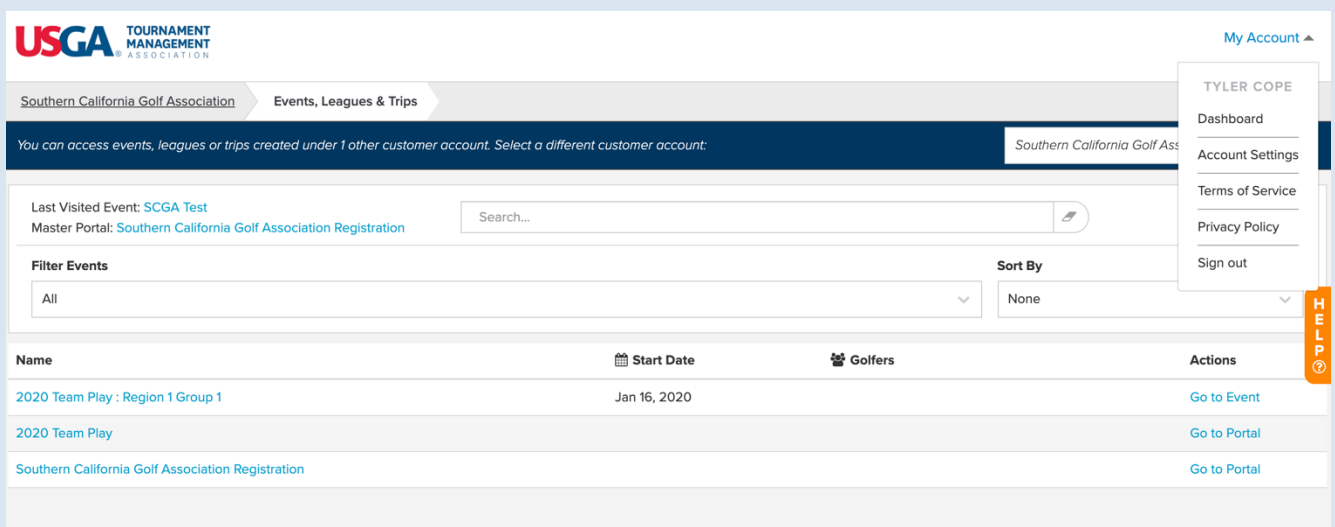 USGA® TOURNAMENT
MANAGEMENT
ASSOCIATION
My Account
TYLER COPE
Dashboard
Account Settings
Terms of Service
Privacy Policy
Sign out
Southern California Golf Association Events, Leagues & Trips
You can access events, leagues or trips created under 1 other customer account. Select a different customer account: Southern California Golf Ass
Last Visited Event: SCGA Test
Master Portal: Southern California Golf Association Registration
Search...
Filter Events Sort By
All None
HELP
Name Start Date Golfers Actions
2020 Team Play : Region 1 Group 1 Jan 16, 2020 Go to Event
2020 Team Play Go to Portal
Southern California Golf Association Registration Go to Portal